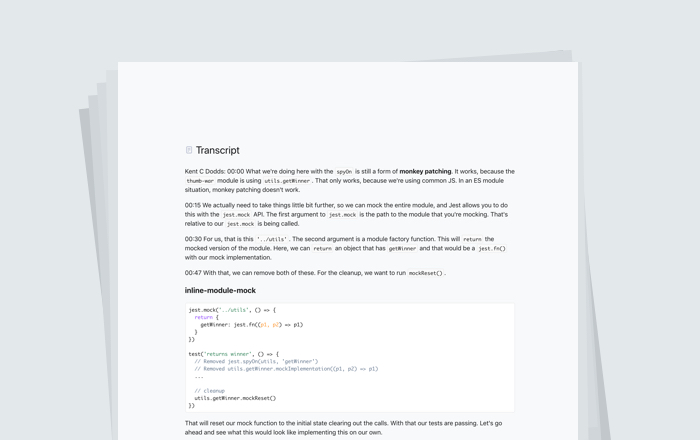 Transcript
Kent C Dodds: 00:00 What we're doing here with the spyOn is still a form of monkey patching. It works, because the
thumb-war module is using utils.getWinner. That only works, because we're using common JS. In an ES module
situation, monkey patching doesn't work.
00:15 We actually need to take things little bit further, so we can mock the entire module, and Jest allows you to do
this with the jest.mock API. The first argument to jest.mock is the path to the module that you're mocking. That's
relative to our jest.mock is being called.
00:30 For us, that is this '../utils'. The second argument is a module factory function. This will return the
mocked version of the module. Here, we can return an object that has getWinner and that would be a jest.fn()
with our mock implementation.
00:47 With that, we can remove both of these. For the cleanup, we want to run mockReset().
inline-module-mock
jest.mock('../utils', () => {
return {
getWinner: jest.fn((p1, p2) => p1)
}
})
test('returns winner', () => {
// Removed jest.spyOn(utils, 'getWinner')
// Removed utils.getWinner.mockImplementation((p1, p2) => p1)
...
// cleanup
utils.getWinner.mockReset()
})
That will reset our mock function to the initial state clearing out the calls. With that our tests are passing. Let's go
ahead and see what this would look like implementing this on our own.